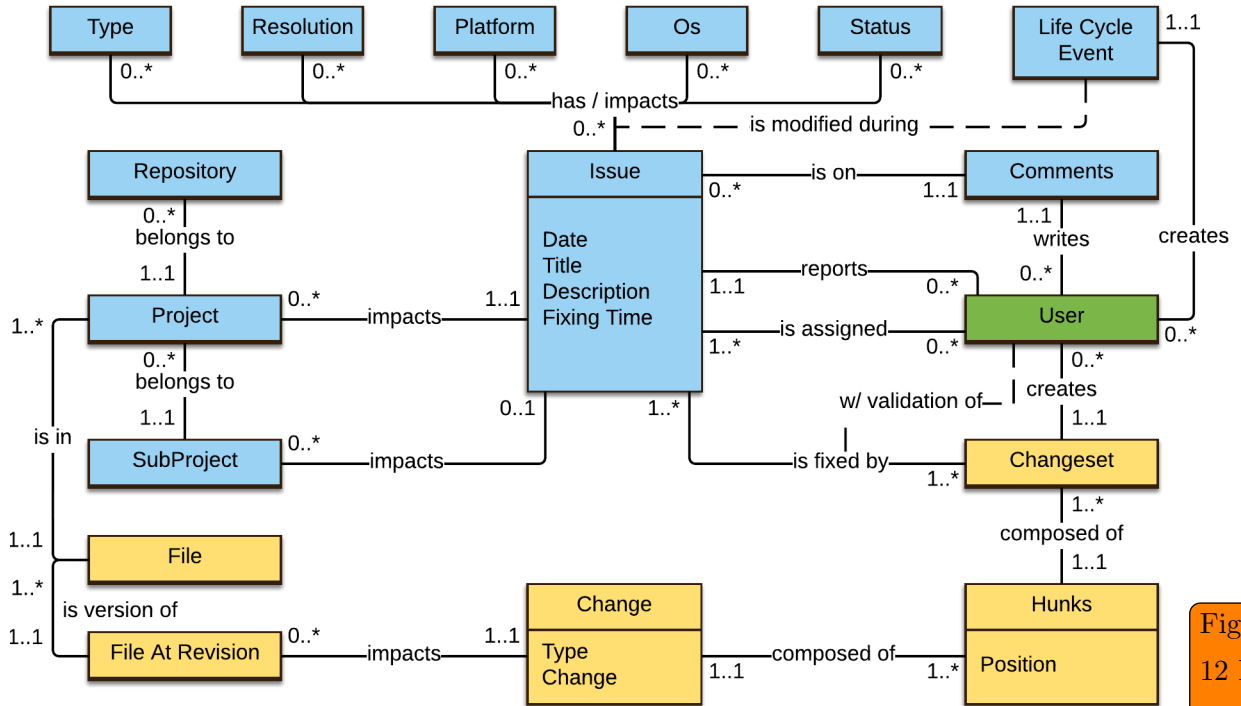 Type
Resolution
Platform
Os
Status
Life Cycle
Event
1..1
0..*
0..*
0..*
0..*
0..*
has / impacts
0..*
is modified during
Repository
Issue
Comments
is on
0..*
1..1
0..*
belongs to
1..1
Date
Title
Description
Fixing Time
1..1
writes
0..*
creates
reports
1..1
0..*
Project
0..*
impacts
1..1
User
1..*
is assigned
1..*
0..*
0..*
0..*
belongs to
1..1
0..*
creates
1..1
w/ validation of
0..1
1..*
is in
SubProject
0..*
impacts
is fixed by
1..*
Changeset
1..*
composed of
1..1
1..1
File
1..*
is version of
1..1
File At Revision
0..*
impacts
1..1
Change
Type
Change
1..1
composed of
1..*
Hunks
Position
Fig
12